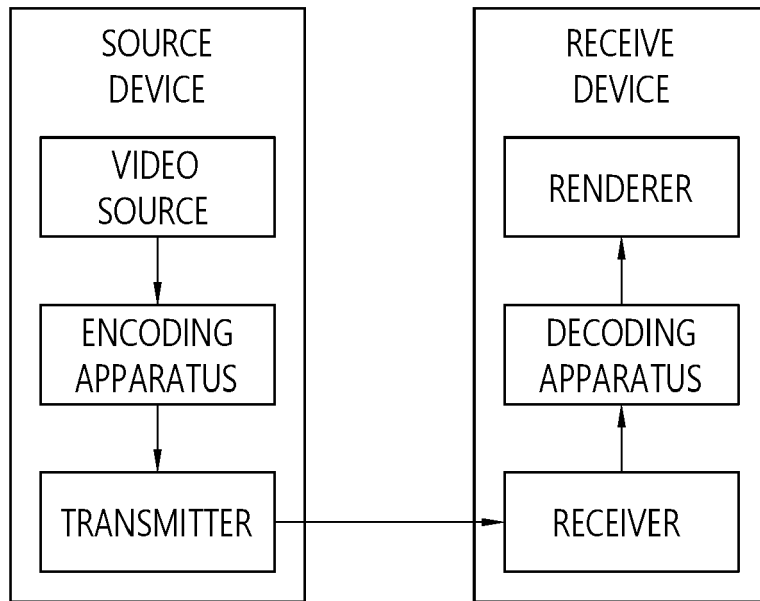 SOURCE
DEVICE
VIDEO
SOURCE
ENCODING
APPARATUS
TRANSMITTER
RECEIVE
DEVICE
RENDERER
DECODING
APPARATUS
RECEIVER